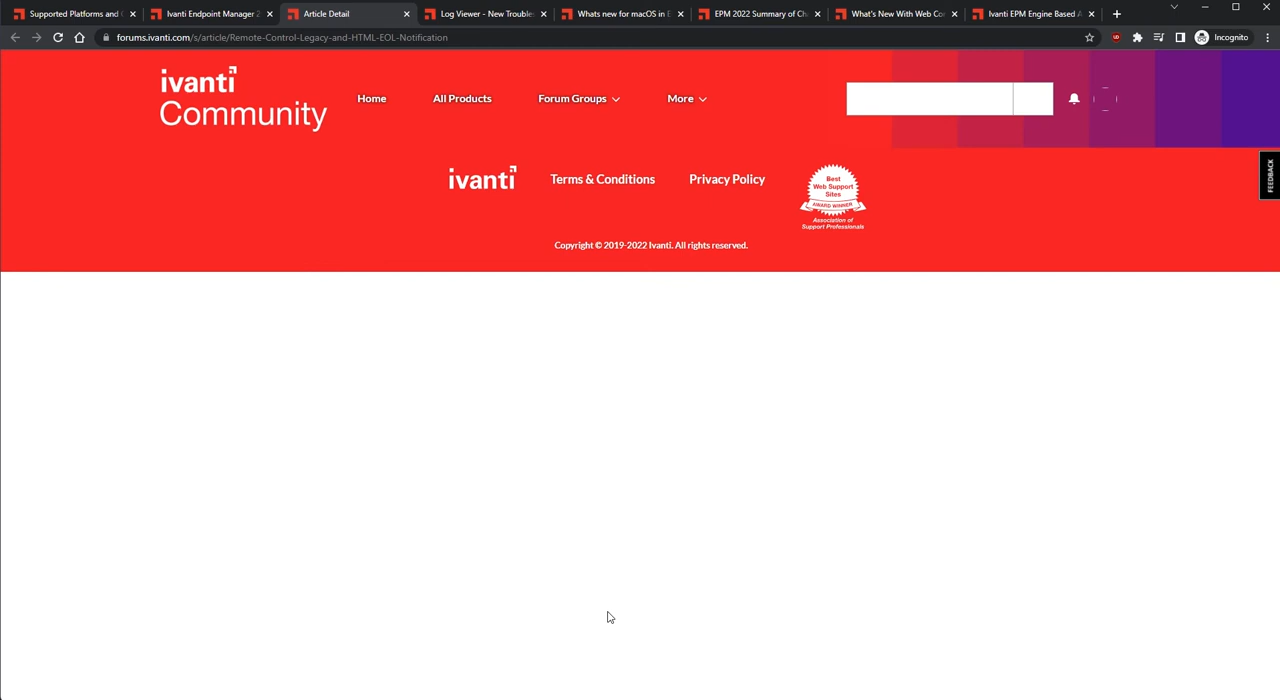 Supported Platforms and
Ivanti Endpoint Manager 2
Article Detail
Log Viewer - New Troubles
Whats new for macOS in E
EPM 2022 Summary of Ch
What's New With Web Co
Ivanti EPM Engine Based A
forums.ivanti.com/s/article/Remote-Control-Legacy-and-HTML-EOL-Notification
Incognito
ivanti
Community
Home
All Products
Forum Groups
More
FEEDBACK
ivanti
Terms & Conditions
Privacy Policy
Best
Web Support
Sites
AWARD WINNER
Association of
Support Professionals
Copyright © 2019-2022 Ivanti. All rights reserved.